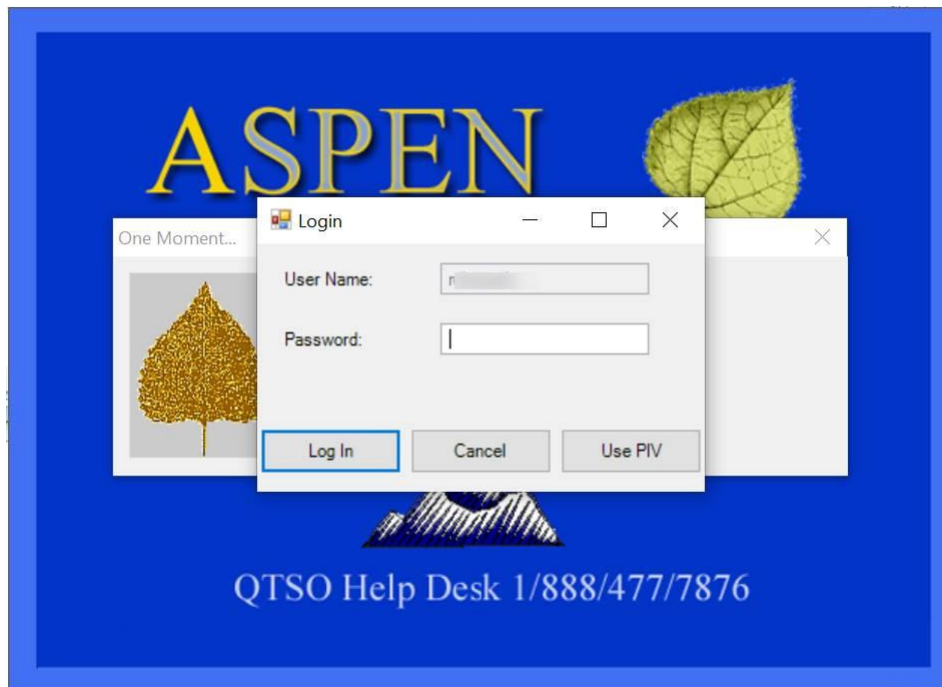 ASPEN
One Moment...
Login
User Name:
Password:
Log In Cancel Use PIV
QTSO Help Desk 1/888/477/7876